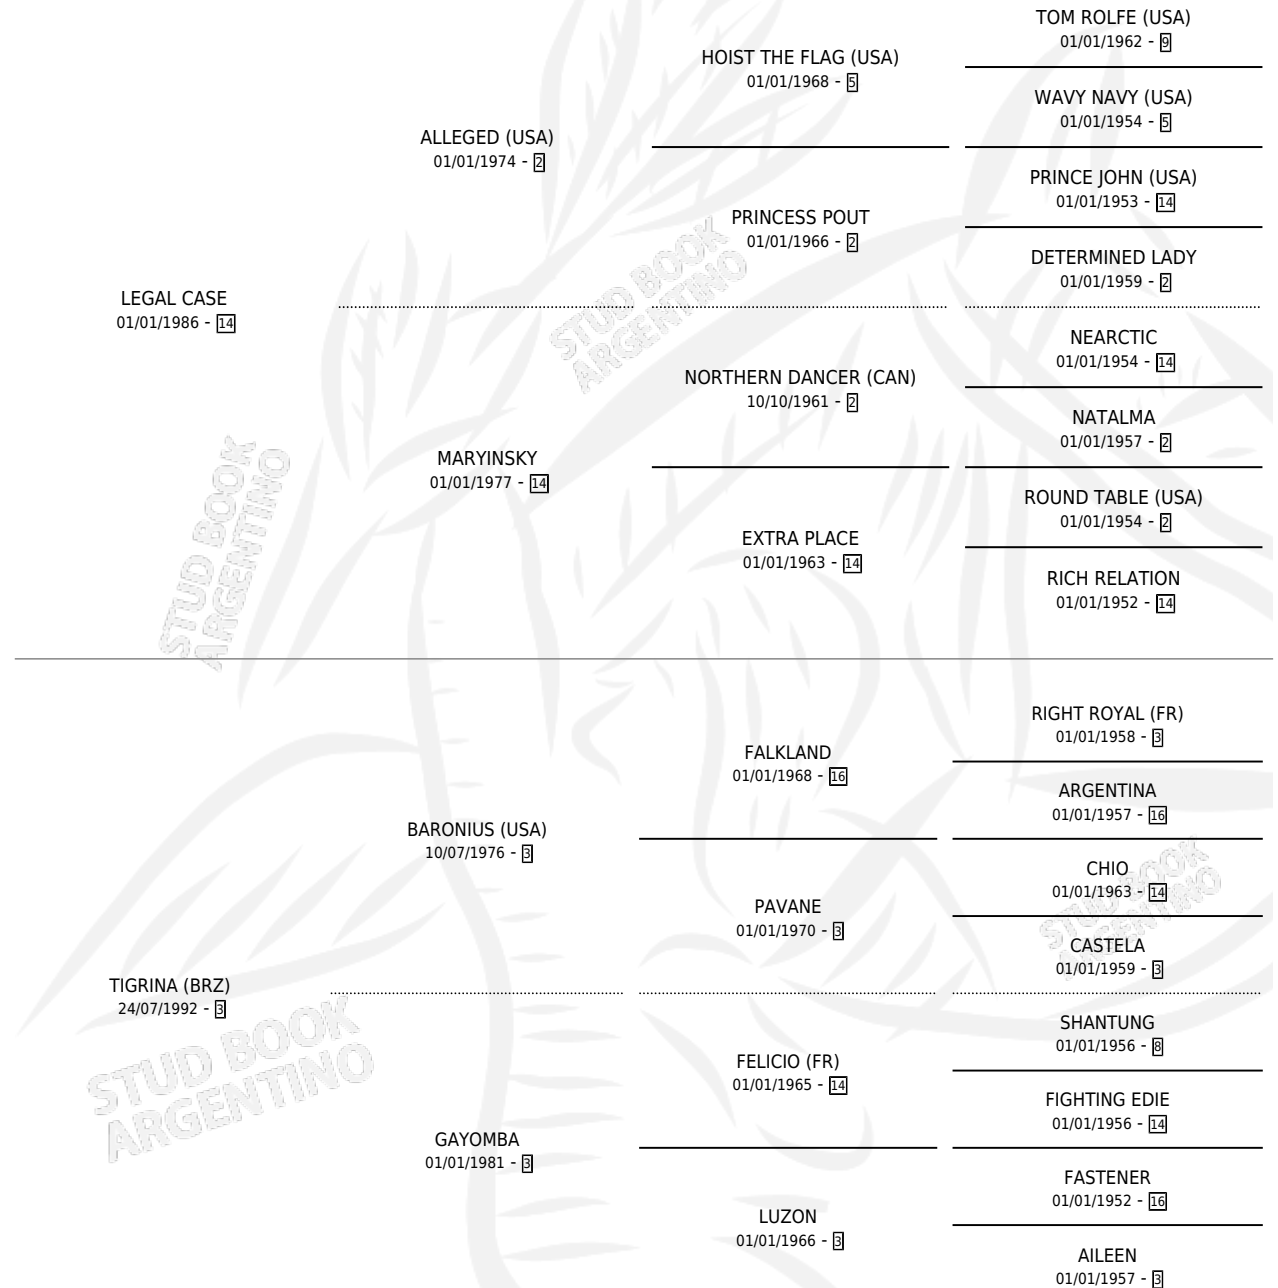 TOM ROLFE (USA)
01/01/1962 - 9
HOIST THE FLAG (USA)
01/01/1968 - 5
WAVY NAVY (USA)
01/01/1954 - 5
ALLEGED (USA)
01/01/1974 - 2
PRINCE JOHN (USA)
01/01/1953 - 14
PRINCESS POUT
01/01/1966 - 2
DETERMINED LADY
01/01/1959 - 2
LEGAL CASE
01/01/1986 - 14
NEARCTIC
01/01/1954 - 14
NORTHERN DANCER (CAN)
10/10/1961 - 2
NATALMA
01/01/1957 - 2
MARYINSKY
01/01/1977 - 14
ROUND TABLE (USA)
01/01/1954 - 2
EXTRA PLACE
01/01/1963 - 14
RICH RELATION
01/01/1952 - 14
STUD BOOK
ARGENTINO
STUD BOOK
ARGENTINO
RIGHT ROYAL (FR)
01/01/1958 - 3
FALKLAND
01/01/1968 - 16
ARGENTINA
01/01/1957 - 16
BARONIUS (USA)
10/07/1976 - 3
CHIO
01/01/1963 - 14
PAVANE
01/01/1970 - 3
CASTELA
01/01/1959 - 3
TIGRINA (BRZ)
24/07/1992 - 3
SHANTUNG
01/01/1956 - 8
FELICIO (FR)
01/01/1965 - 14
FIGHTING EDIE
01/01/1956 - 14
GAYOMBA
01/01/1981 - 3
FASTENER
01/01/1952 - 16
LUZON
01/01/1966 - 3
AILEEN
01/01/1957 - 3
STUD BOOK
ARGENTINO
STUD BOOK
ARGENTINO